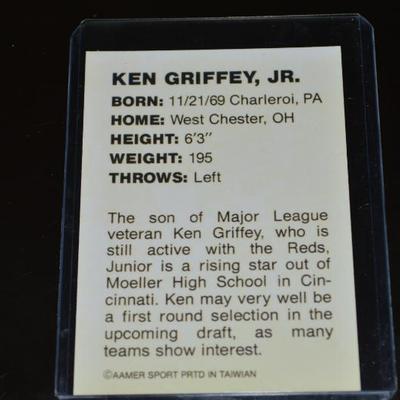 KEN GRIFFEY, JR.
BORN: 11/21/69 Charleroi, PA
HOME: West Chester, OH
HEIGHT: 6'3"
WEIGHT: 195
THROWS: Left
The son of Major League
veteran Ken Griffey, who is
still active with the Reds,
Junior is a rising star out of
Moeller High School in Cin-
cinnati. Ken may very well be
a first round selection in the
upcoming draft, as many
teams show interest.
©AAMER SPORT PRTD IN TAIWIAN